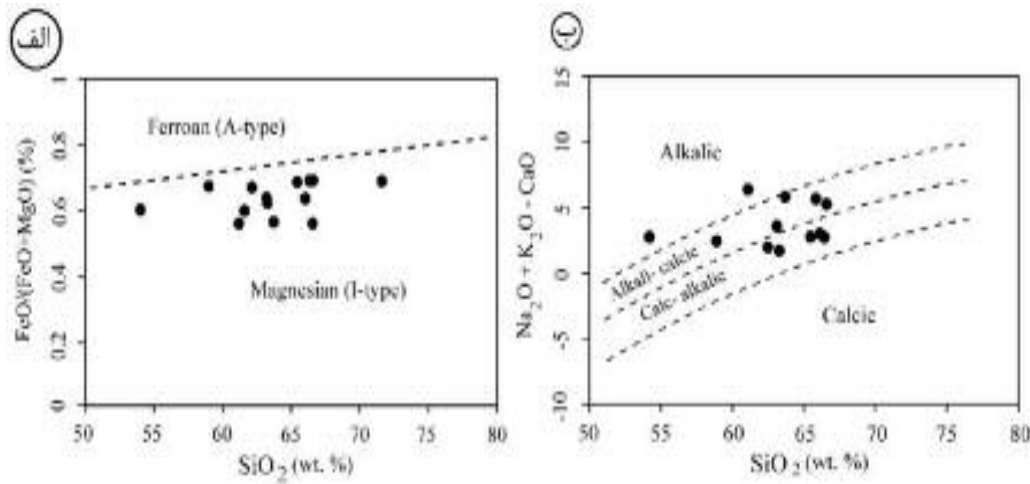 الف
FeO/(FeO+MgO) (%)
1
0.8
0.6
0.4
0.2
0
Ferroan (A-type)
Magnesian (I-type)
50 55 60 65 70 75 80
SiO2 (wt. %)
ب
Na2O + K2O - CaO
15
10
5
0
-5
-10
Alkalic
Alkali- calcic
Calc- alkalic
Calcic
50 55 60 65 70 75 80
SiO2 (wt. %)